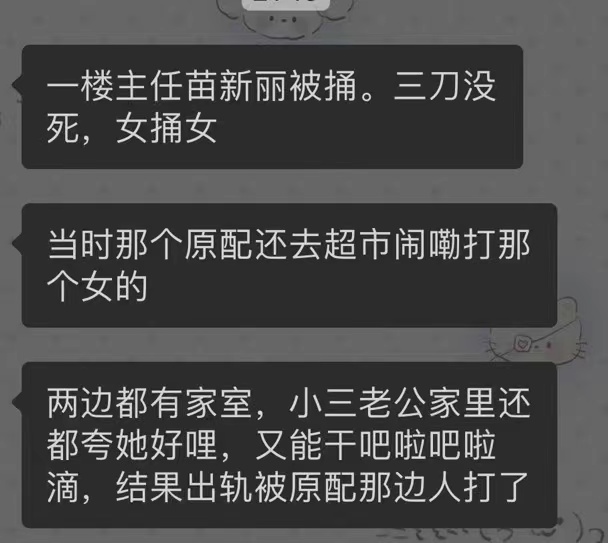 一楼主任苗新丽被捅。三刀没
死，女捅女
当时那个原配还去超市闹嘞打那
个女的
两边都有家室，小三老公家里还
都夸她好哩，又能干吧啦吧啦
滴，结果出轨被原配那边人打了